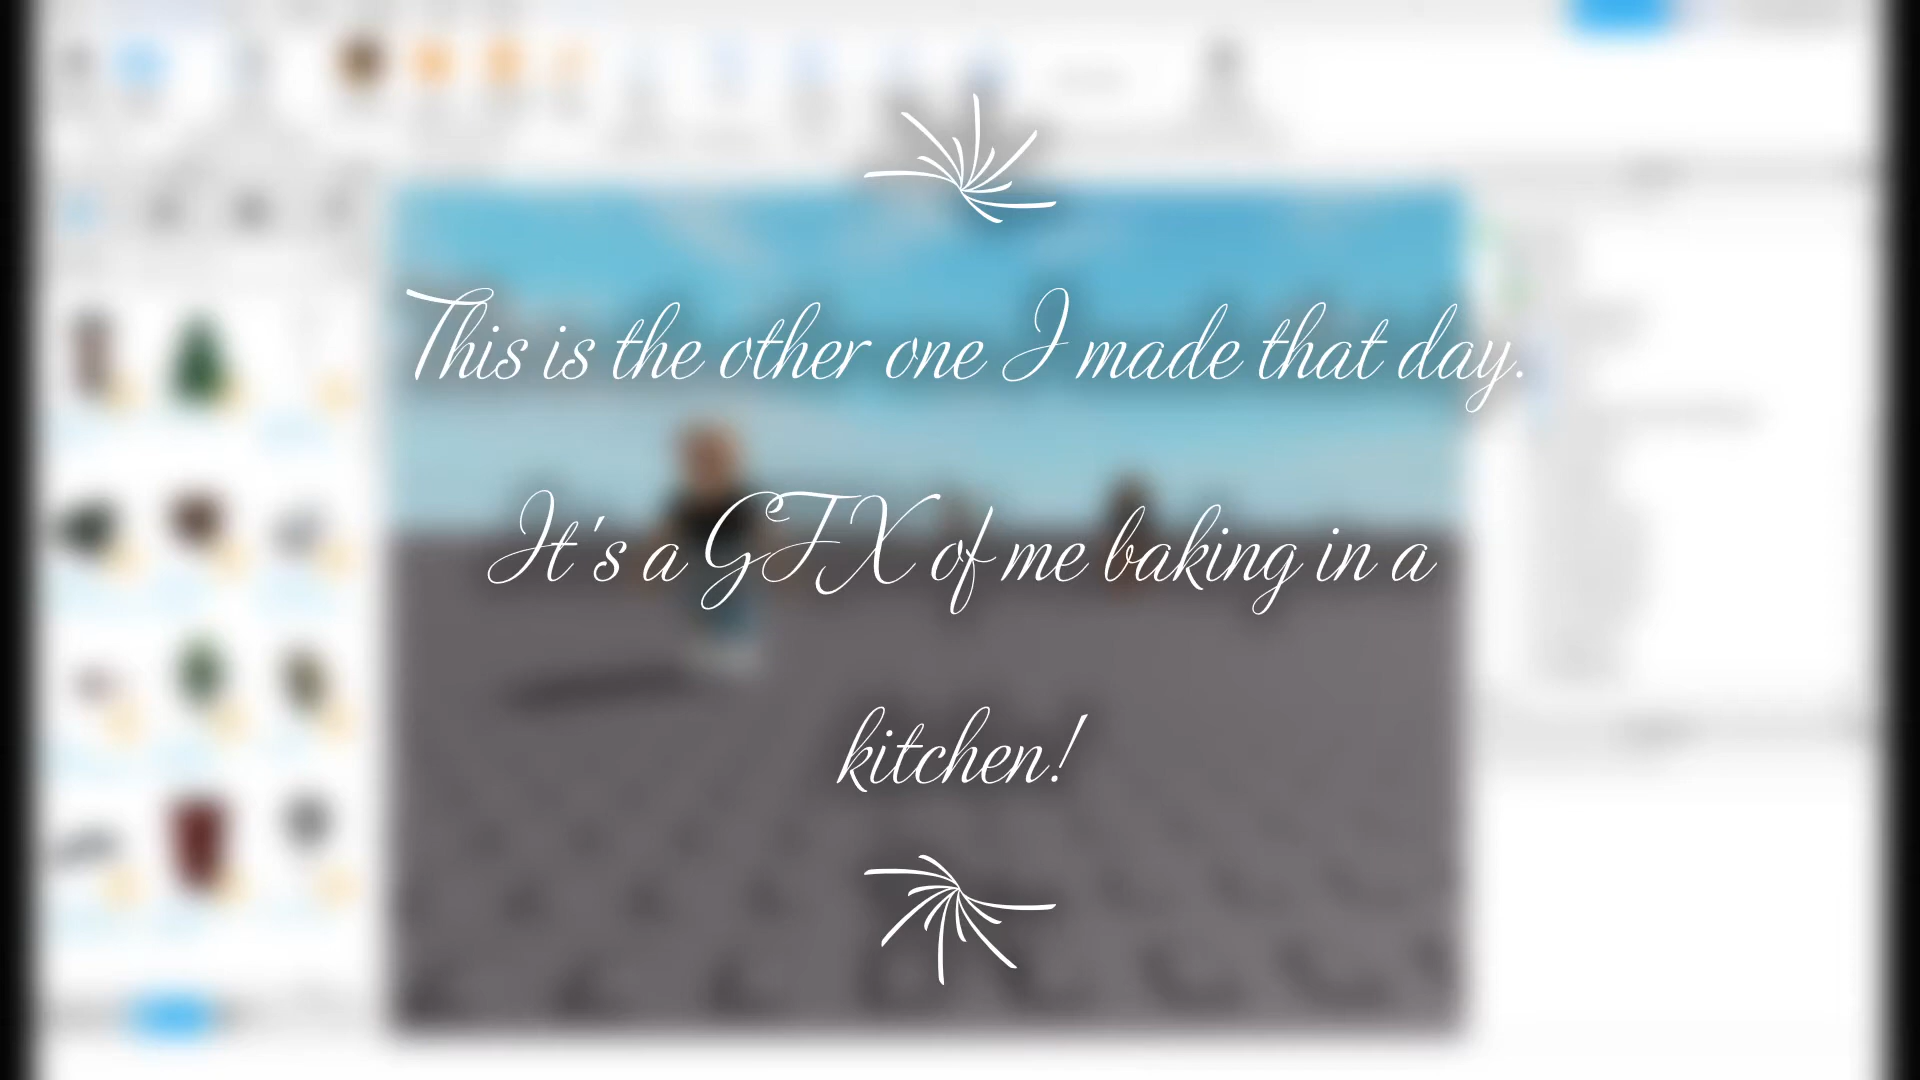 This is the other one I made that day.
It's a GFX of me baking in a
kitchen!